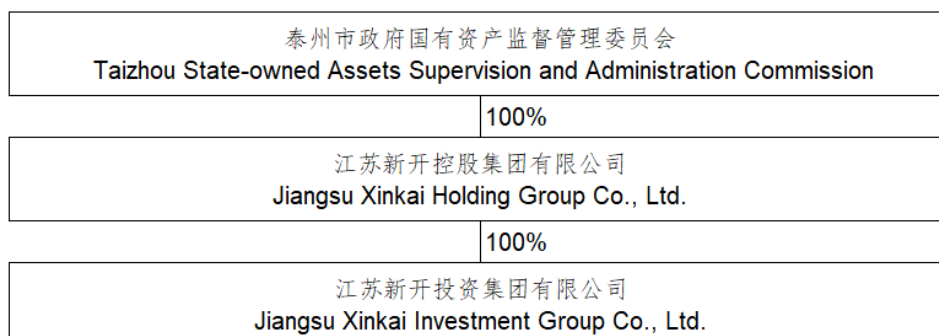 泰州市政府国有资产监督管理委员会
Taizhou State-owned Assets Supervision and Administration Commission
100%
江苏新开控股集团有限公司
Jiangsu Xinkai Holding Group Co., Ltd.
100%
江苏新开投资集团有限公司
Jiangsu Xinkai Investment Group Co., Ltd.